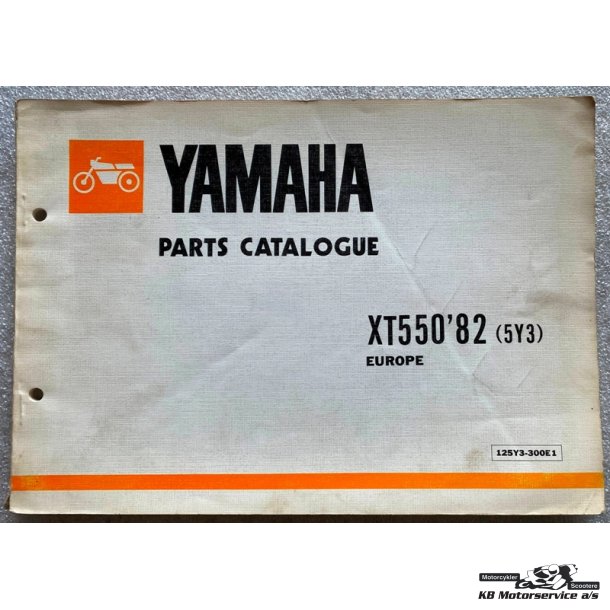 YAMAHA
PARTS CATALOGUE
XT550'82 (5Y3)
EUROPE
125Y3-300E1
Motorcykler Scootere
KB Motorservice a/s